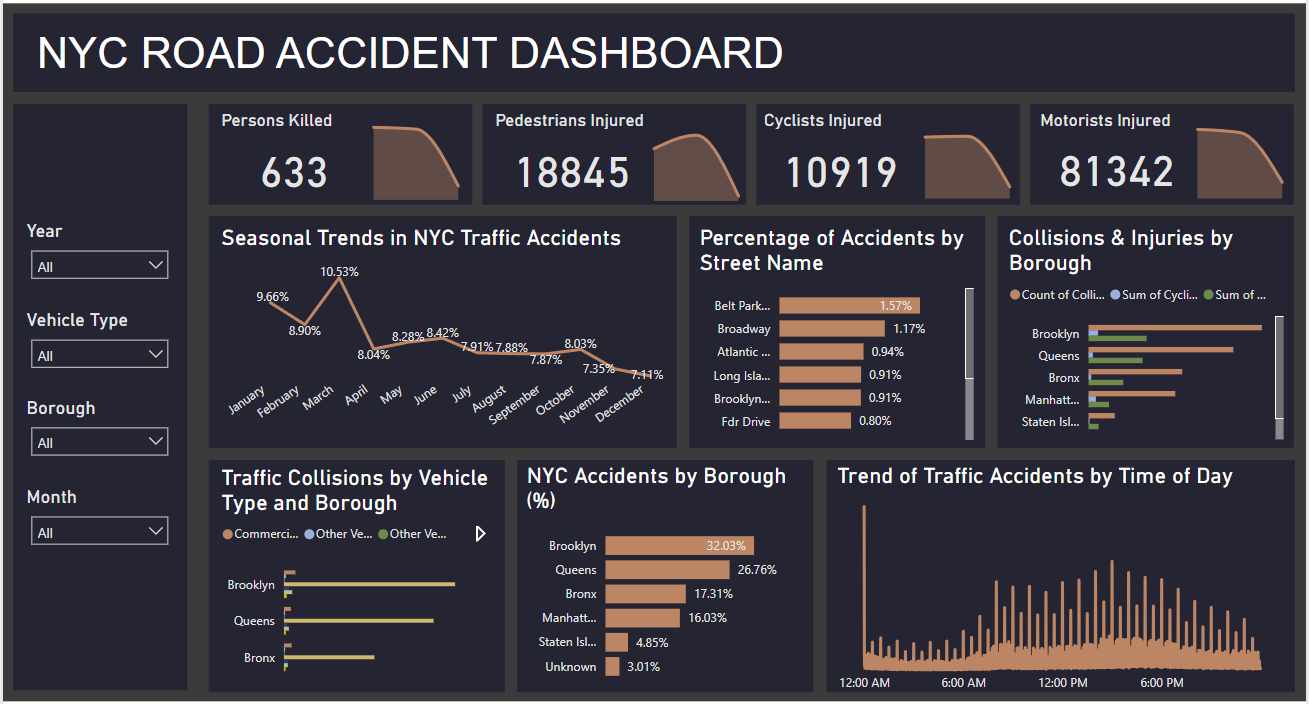 NYC ROAD ACCIDENT DASHBOARD
Year
All
Vehicle Type
All
Borough
All
Month
All
Persons Killed
633
Pedestrians Injured
18845
Cyclists Injured
10919
Motorists Injured
81342
Seasonal Trends in NYC Traffic Accidents
9.66%
8.90%
10.53%
8.04%
8.28%
8.42%
7.91%
7.88%
7.87%
8.03%
7.35%
7.11%
January
February
March
April
May
June
July
August
September
October
November
December
Percentage of Accidents by
Street Name
Belt Park... 1.57%
Broadway 1.17%
Atlantic ... 0.94%
Long Isla... 0.91%
Brooklyn... 0.91%
Fdr Drive 0.80%
Collisions & Injuries by
Borough
Count of Colli... Sum of Cycli... Sum of ...
Brooklyn
Queens
Bronx
Manhatt...
Staten Isl...
Traffic Collisions by Vehicle
Type and Borough
Commerci... Other Ve... Other Ve...
Brooklyn
Queens
Bronx
NYC Accidents by Borough
(%)
Brooklyn 32.03%
Queens 26.76%
Bronx 17.31%
Manhatt... 16.03%
Staten Isl... 4.85%
Unknown 3.01%
Trend of Traffic Accidents by Time of Day
12:00 AM 6:00 AM 12:00 PM 6:00 PM